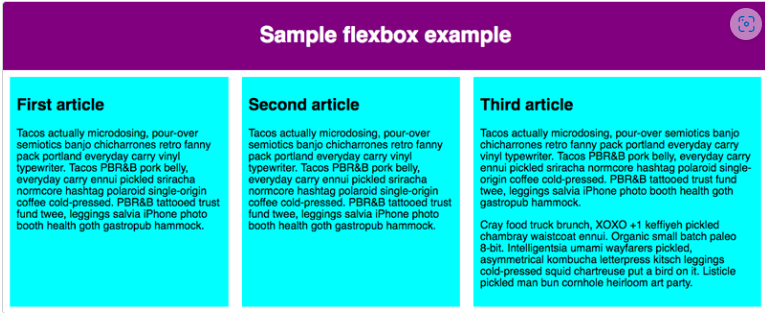 Sample flexbox example
First article
Tacos actually microdosing, pour-over
semiotics banjo chicharrones retro fanny
pack portland everyday carry vinyl
typewriter. Tacos PBR&B pork belly,
everyday carry ennui pickled sriracha
normcore hashtag polaroid single-origin
coffee cold-pressed. PBR&B tattooed trust
fund twee, leggings salvia iPhone photo
booth health goth gastropub hammock.
Second article
Tacos actually microdosing, pour-over
semiotics banjo chicharrones retro fanny
pack portland everyday carry vinyl
typewriter. Tacos PBR&B pork belly,
everyday carry ennui pickled sriracha
normcore hashtag polaroid single-origin
coffee cold-pressed. PBR&B tattooed trust
fund twee, leggings salvia iPhone photo
booth health goth gastropub hammock.
Third article
Tacos actually microdosing, pour-over semiotics banjo
chicharrones retro fanny pack portland everyday carry vinyl
typewriter. Tacos PBR&B pork belly, everyday carry
ennui pickled sriracha normcore hashtag polaroid single-
origin coffee cold-pressed. PBR&B tattooed trust fund
twee, leggings salvia iPhone photo booth health goth
gastropub hammock.
Cray food truck brunch, XOXO +1 keffiyeh pickled
chambray waistcoat ennui. Organic small batch paleo
8-bit. Intelligentsia umami wayfarers pickled,
asymmetrical kombucha letterpress kitsch leggings
cold-pressed squid chartreuse put a bird on it. Listicle
pickled man bun cornhole heirloom art party.